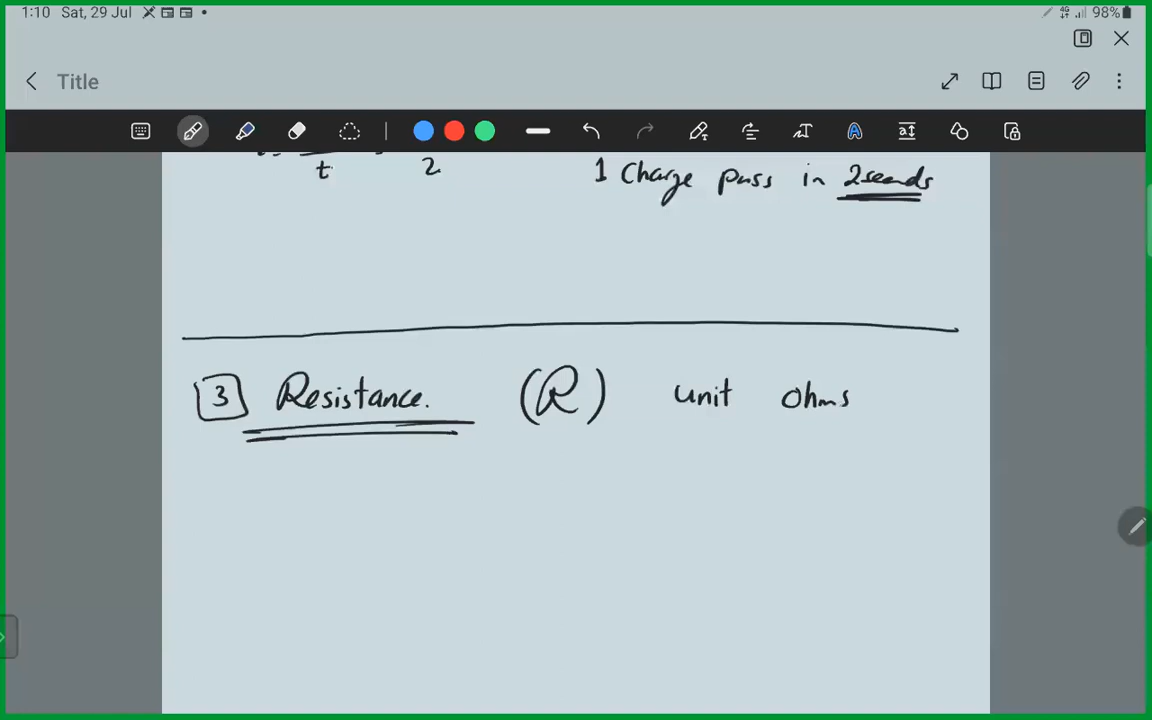 1:10 Sat, 29 Jul
98%
Title
t
2
1 Charge pass in 2seconds
3 Resistance. (R) unit ohms